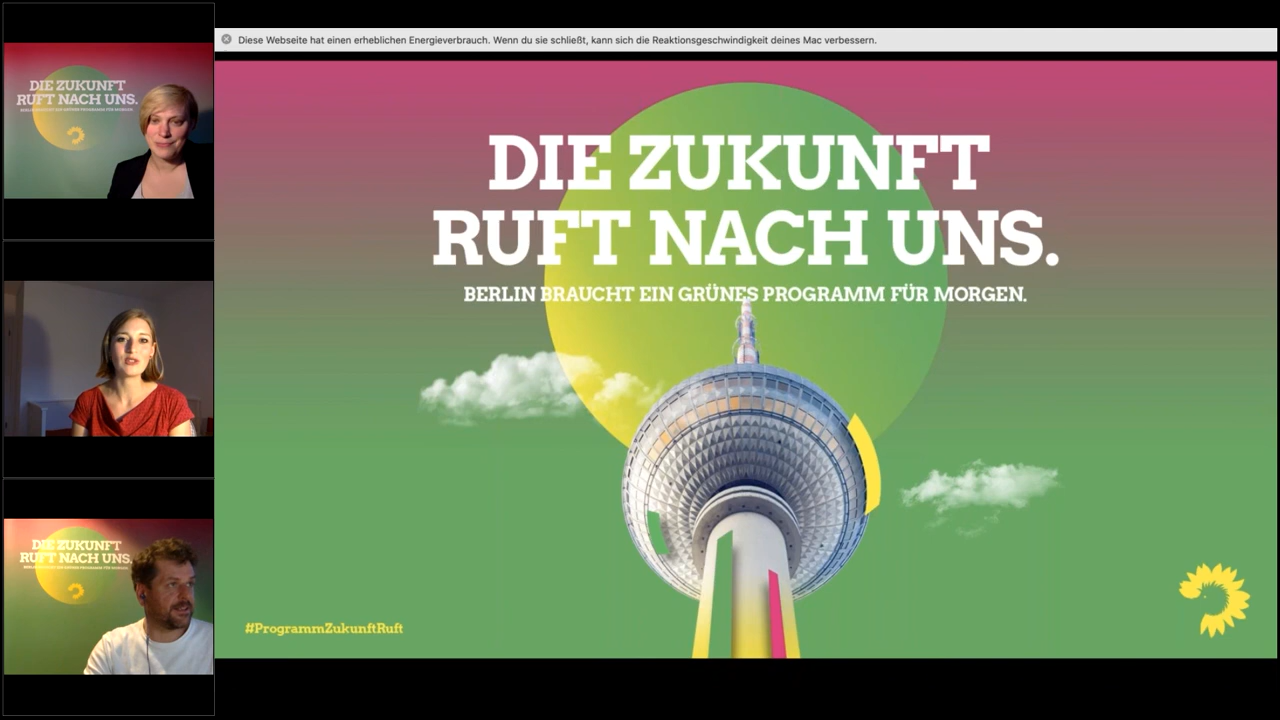 Diese Webseite hat einen erheblichen Energieverbrauch. Wenn du sie schließt, kann sich die Reaktionsgeschwindigkeit deines Mac verbessern.
DIE ZUKUNFT
RUFT NACH UNS.
BERLIN BRAUCHT EIN GRÜNES PROGRAMM FÜR MORGEN.
#ProgrammZukunftRuft
DIE ZUKUNFT
RUFT NACH UNS.
DIE ZUKUNFT
RUFT NACH UNS.